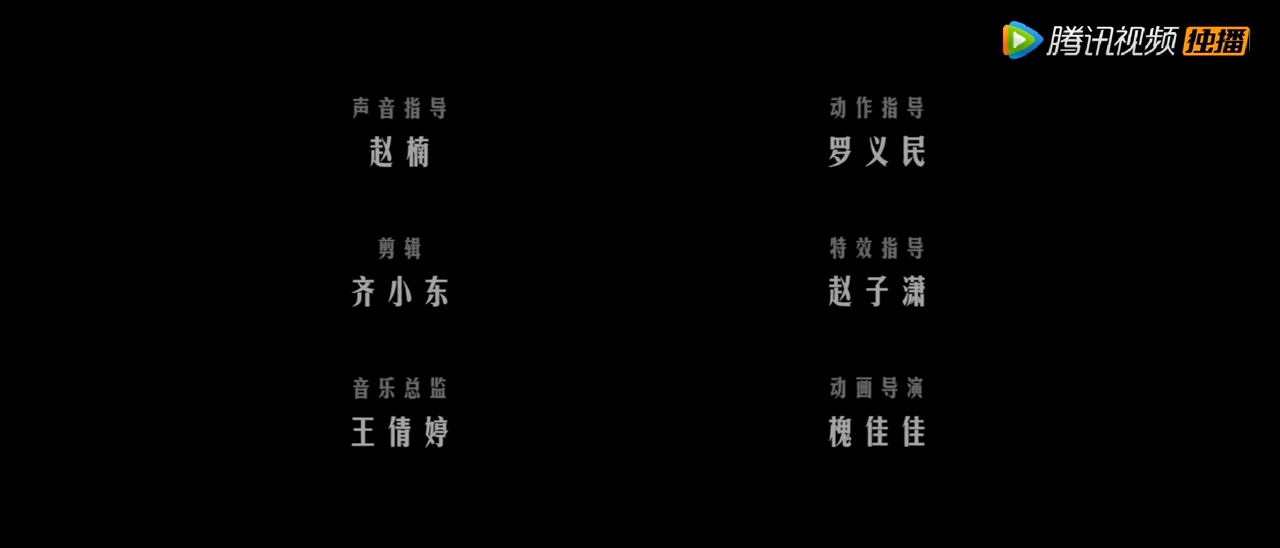 腾讯视频 独播
声音指导
赵楠
动作指导
罗义民
剪辑
齐小东
特效指导
赵子潇
音乐总监
王倩婷
动画导演
槐佳佳